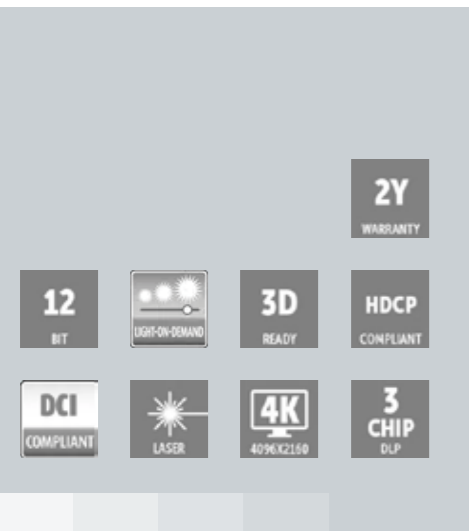 2Y
WARRANTY
12
BIT
LIGHT-ON-DEMAND
3D
READY
HDCP
COMPLIANT
DCI
COMPLIANT
LASER
4K
4096X2160
3
CHIP
DLP